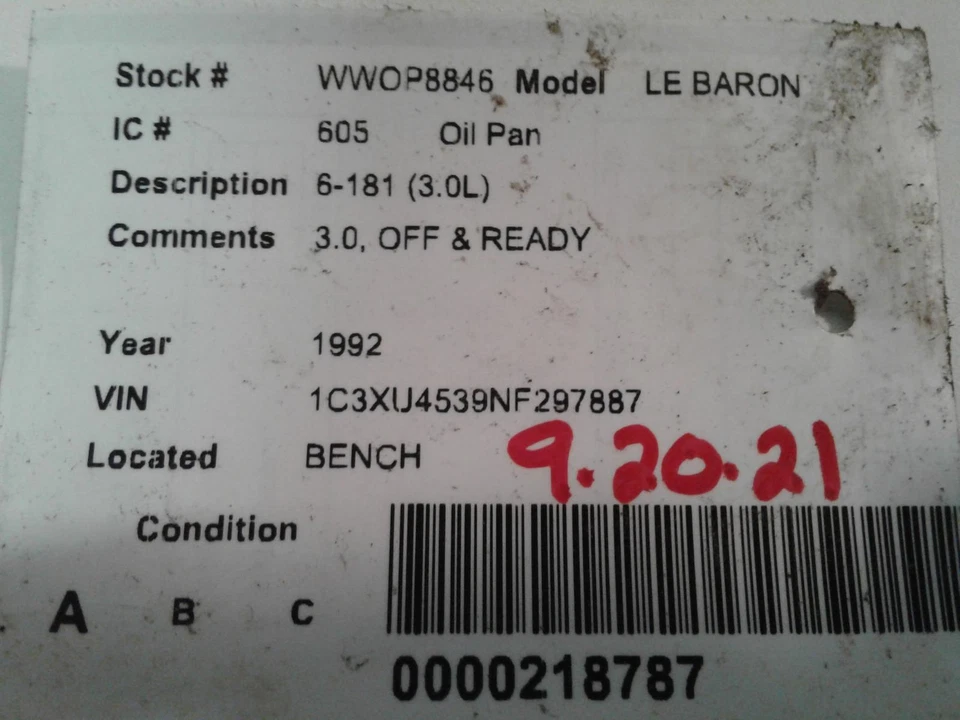 Stock # WWOP8846 Model LE BARON
IC # 605 Oil Pan
Description 6-181 (3.0L)
Comments 3.0, OFF & READY
Year 1992
VIN 1C3XU4539NF297887
Located BENCH 9.20.21
Condition
A B C
0000218787